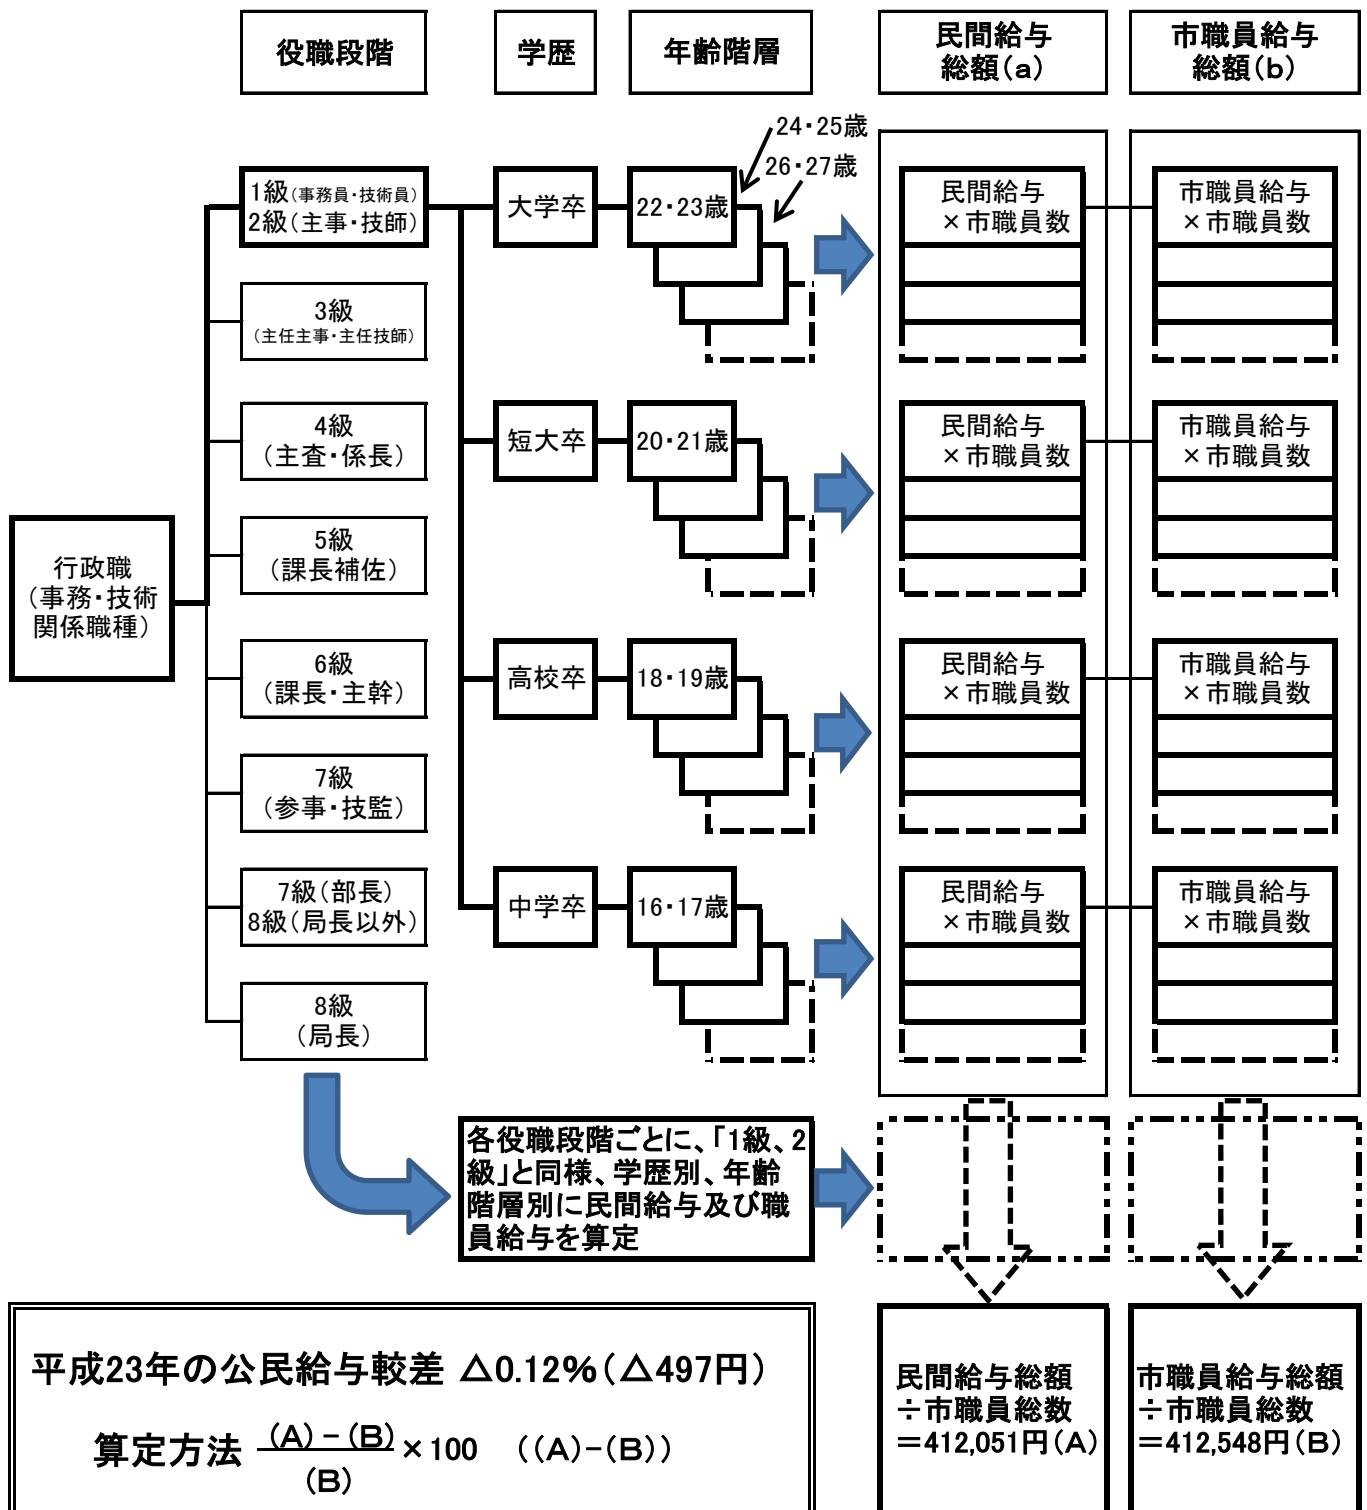 役職段階
学歴
年齢階層
民間給与
総額(a)
市職員給与
総額(b)
24・25歳
26・27歳
1級(事務員・技術員)
2級(主事・技師)
大学卒
22・23歳
民間給与
×市職員数
市職員給与
×市職員数
3級
(主任主事・主任技師)
4級
(主査・係長)
短大卒
20・21歳
民間給与
×市職員数
市職員給与
×市職員数
5級
(課長補佐)
行政職
(事務・技術
関係職種)
6級
(課長・主幹)
高校卒
18・19歳
民間給与
×市職員数
市職員給与
×市職員数
7級
(参事・技監)
7級(部長)
8級(局長以外)
中学卒
16・17歳
民間給与
×市職員数
市職員給与
×市職員数
8級
(局長)
各役職段階ごとに、「1級、2
級」と同様、学歴別、年齢
階層別に民間給与及び職
員給与を算定
平成23年の公民給与較差 △0.12%(△497円)
算定方法 (A)-(B)
(B)
×100 ((A)-(B))
民間給与総額
÷市職員総数
=412,051円(A)
市職員給与総額
÷市職員総数
=412,548円(B)